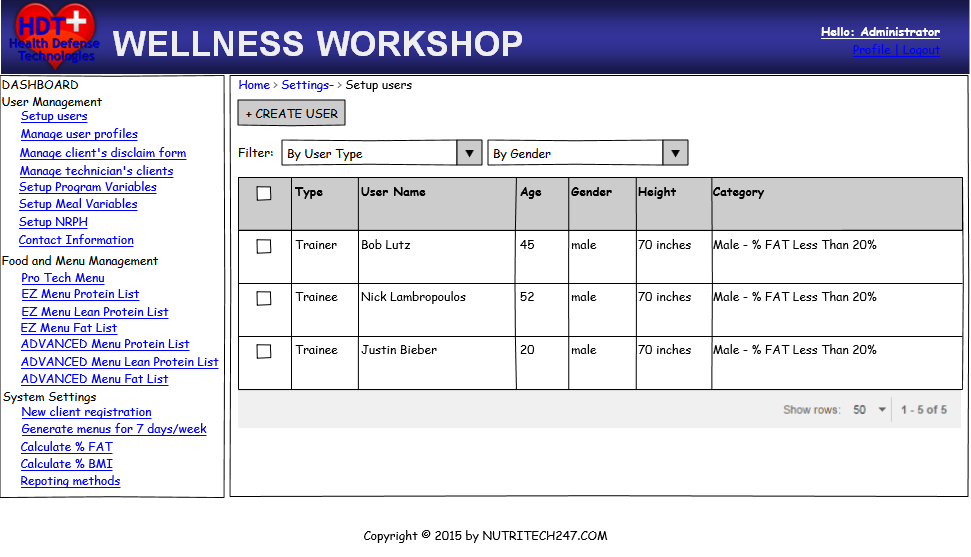 HDT+
Health Defense
Technologies
WELLNESS WORKSHOP
Hello: Administrator
Profile | Logout
DASHBOARD
User Management
Setup users
Manage user profiles
Manage client's disclaim form
Manage technician's clients
Setup Program Variables
Setup Meal Variables
Setup NRPH
Contact Information
Food and Menu Management
Pro Tech Menu
EZ Menu Protein List
EZ Menu Lean Protein List
EZ Menu Fat List
ADVANCED Menu Protein List
ADVANCED Menu Lean Protein List
ADVANCED Menu Fat List
System Settings
New client registration
Generate menus for 7 days/week
Calculate % FAT
Calculate % BMI
Repoting methods
Home > Settings- > Setup users
+ CREATE USER
Filter: By User Type By Gender
Type User Name Age Gender Height Category
Trainer Bob Lutz 45 male 70 inches Male - % FAT Less Than 20%
Trainee Nick Lambropoulos 52 male 70 inches Male - % FAT Less Than 20%
Trainee Justin Bieber 20 male 70 inches Male - % FAT Less Than 20%
Show rows: 50 1 - 5 of 5
Copyright © 2015 by NUTRITECH247.COM